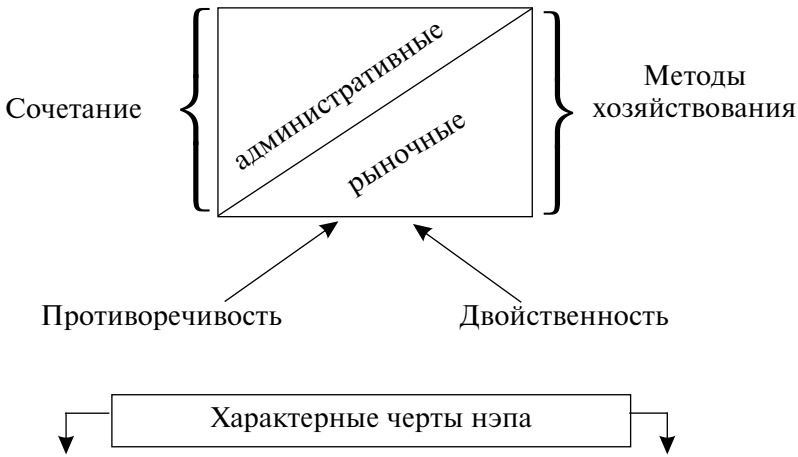 административные
Сочетание
рыночные
Методы
хозяйствования
Противоречивость
Двойственность
Характерные черты нэпа